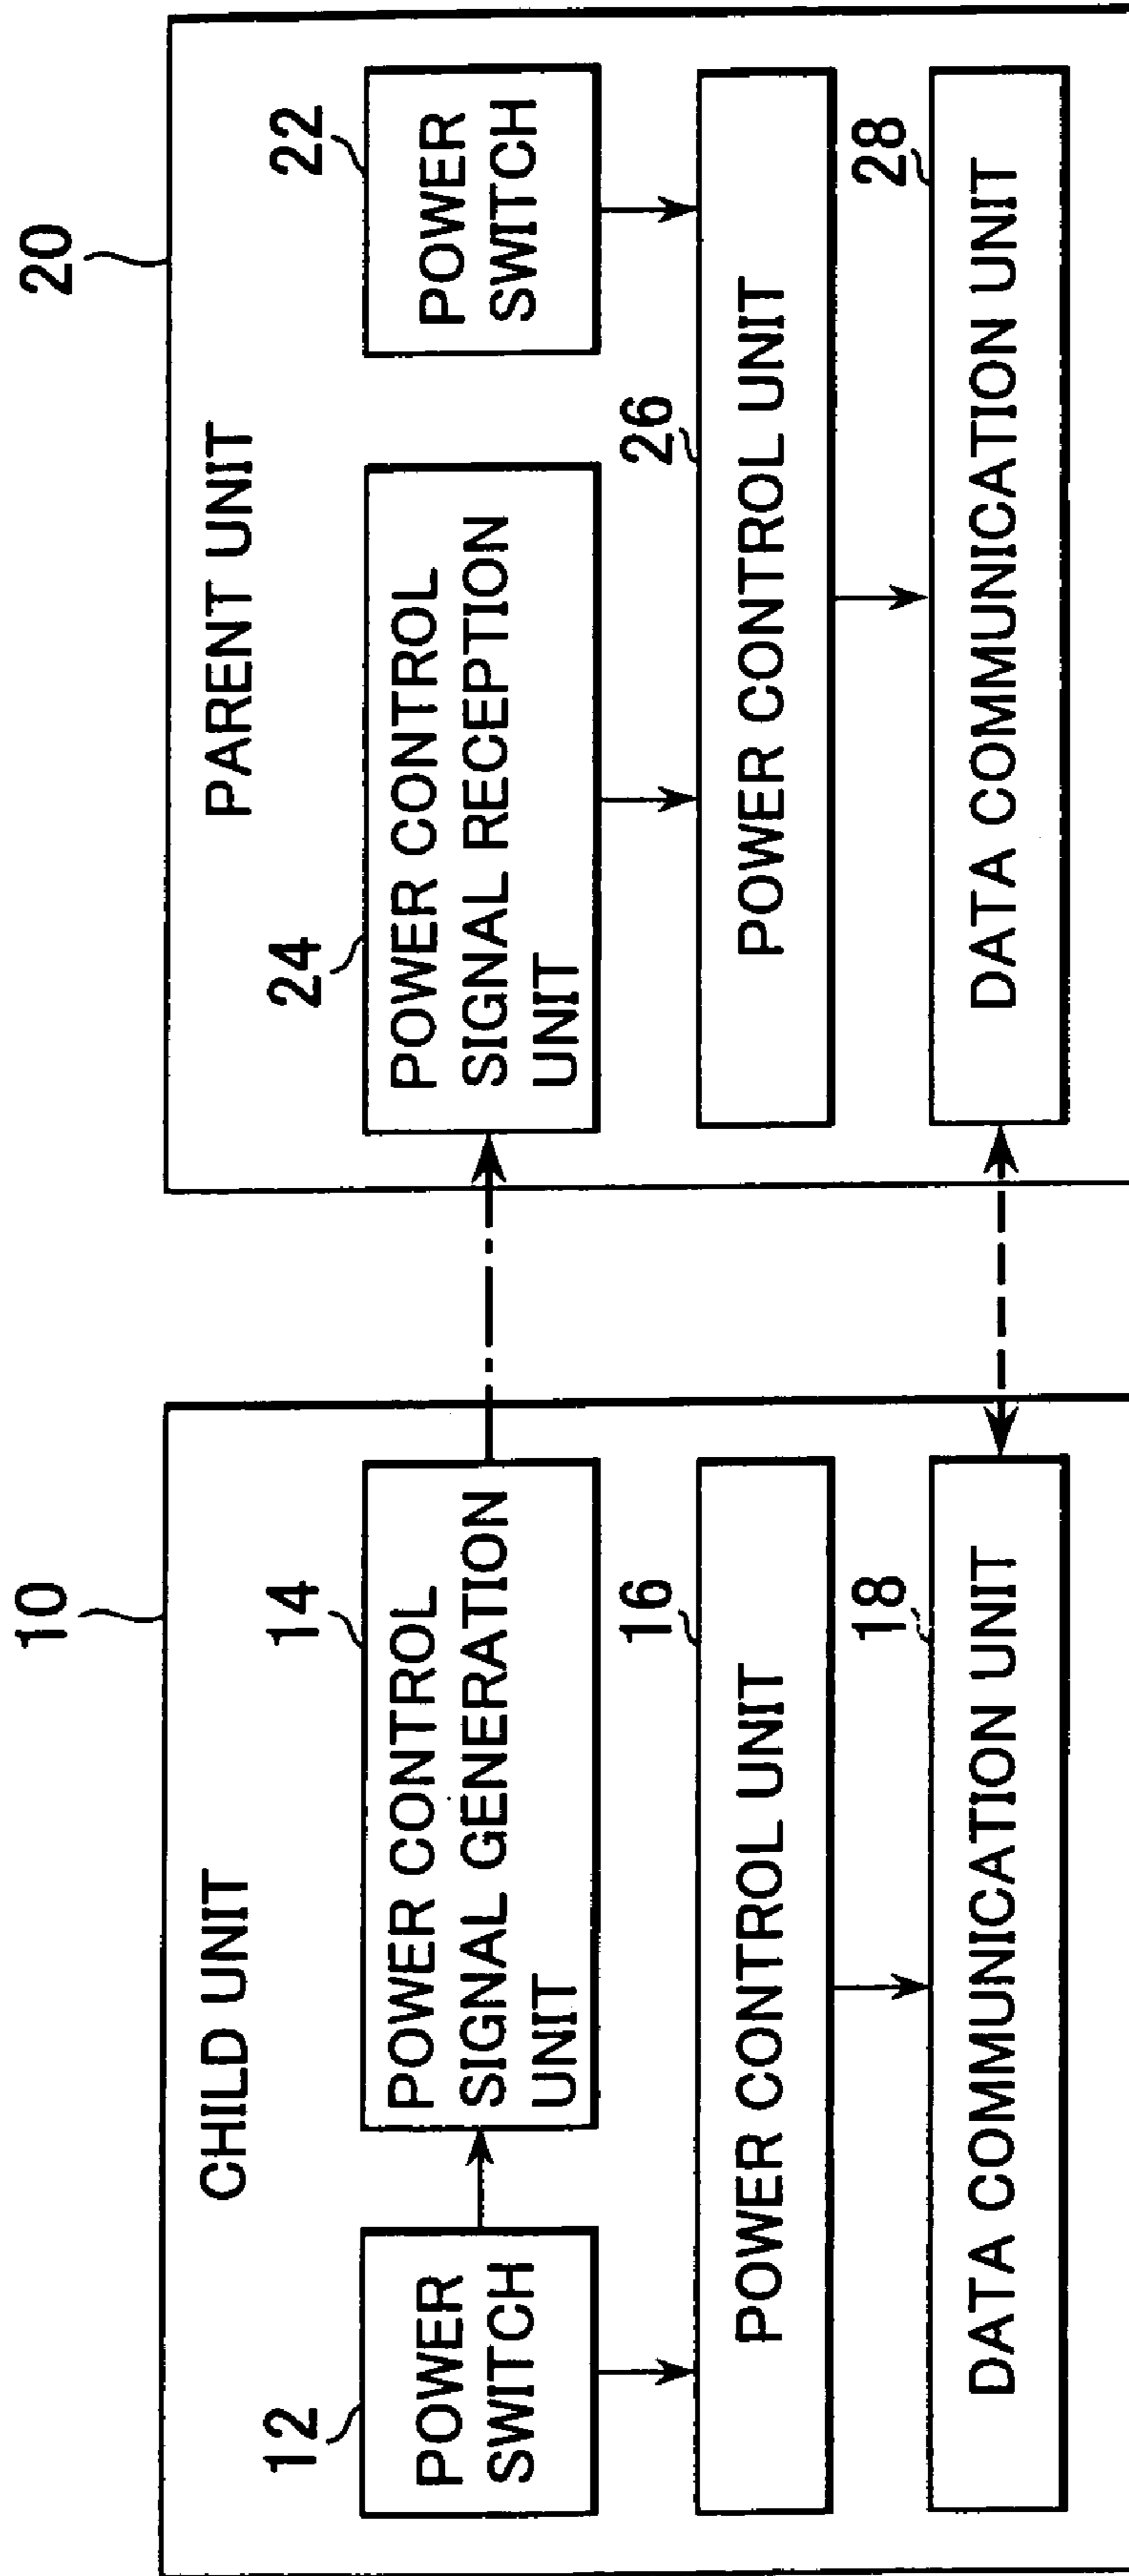 10
CHILD UNIT
12
POWER
SWITCH
14
POWER CONTROL
SIGNAL GENERATION
UNIT
16
POWER CONTROL UNIT
18
DATA COMMUNICATION UNIT
20
PARENT UNIT
24
POWER CONTROL
SIGNAL RECEPTION
UNIT
22
POWER
SWITCH
26
POWER CONTROL UNIT
28
DATA COMMUNICATION UNIT